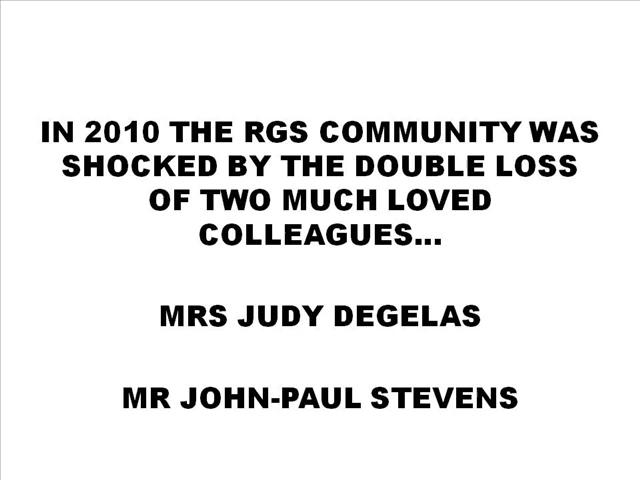 IN 2010 THE RGS COMMUNITY WAS
SHOCKED BY THE DOUBLE LOSS
OF TWO MUCH LOVED
COLLEAGUES...
MRS JUDY DEGELAS
MR JOHN-PAUL STEVENS